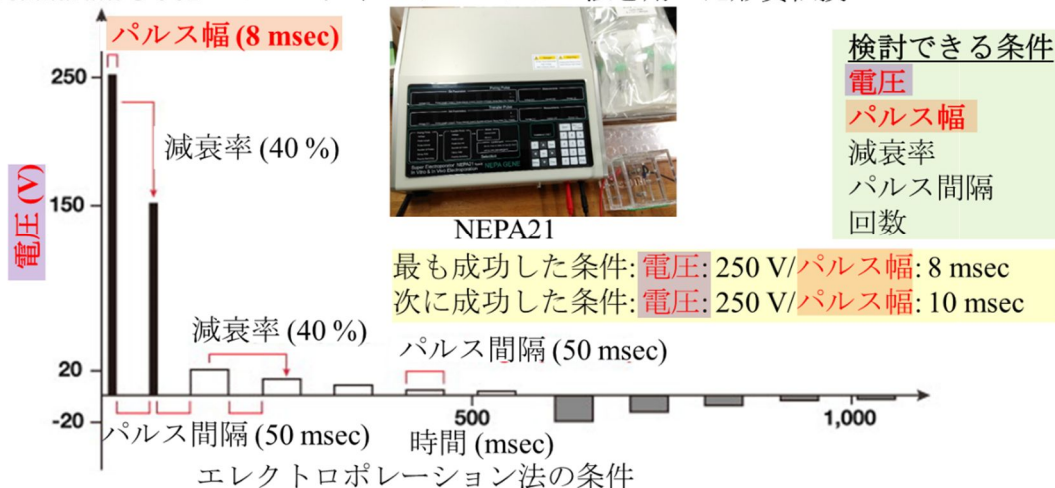 パルス幅 (8 msec)
250
減衰率 (40 %)
150
電圧 (V)
NEPA21
検討できる条件
電圧
パルス幅
減衰率
パルス間隔
回数
最も成功した条件: 電圧: 250 V/パルス幅: 8 msec
次に成功した条件: 電圧: 250 V/パルス幅: 10 msec
減衰率 (40 %)
パルス間隔 (50 msec)
20
-20
500
1,000
パルス間隔 (50 msec)
時間 (msec)
エレクトロポレーション法の条件